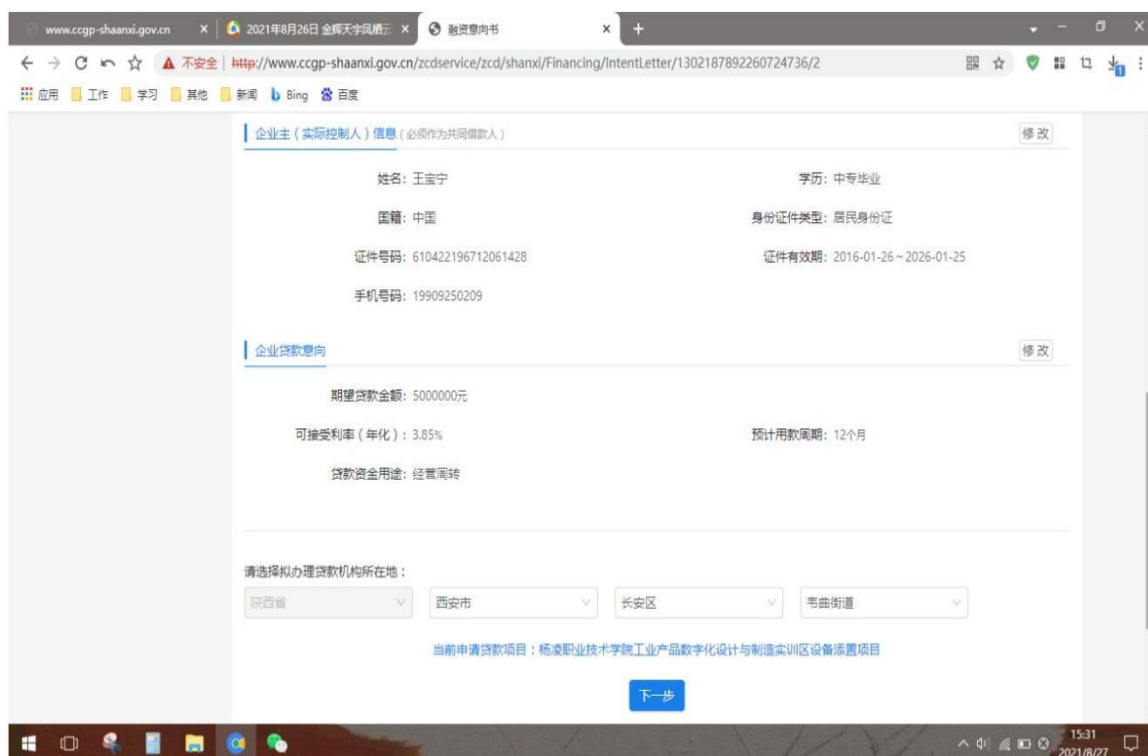 www.ccgp-shaanxi.gov.cn 2021年8月26日 金辉天宇凤栖云 融资意向书
不安全 http://www.ccgp-shaanxi.gov.cn/zcdservice/zcd/shanxi/Financing/IntentLetter/1302187892260724736/2
应用 工作 学习 其他 新闻 Bing 百度
企业主（实际控制人）信息（必须作为共同借款人） 修改
姓名：王宝宁 学历：中专毕业
国籍：中国 身份证件类型：居民身份证
证件号码：610422196712061428 证件有效期：2016-01-26～2026-01-25
手机号码：19909250209
企业贷款意向 修改
期望贷款金额：5000000元
可接受利率（年化）：3.85% 预计用款周期：12个月
贷款资金用途：经营周转
请选择拟办理贷款机构所在地：
陕西省 西安市 长安区 韦曲街道
当前申请贷款项目：杨凌职业技术学院工业产品数字化设计与制造实训区设备添置项目
下一步
15:31
2021/8/27